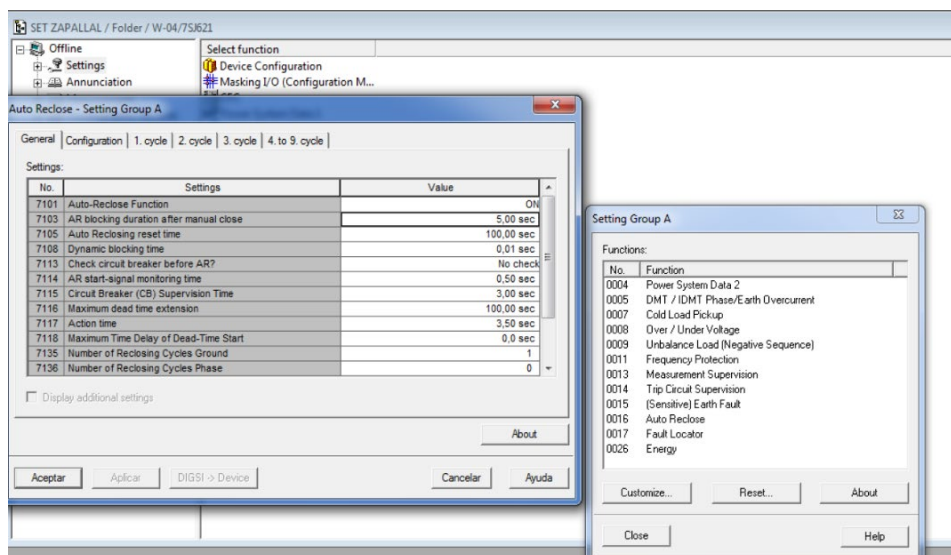 SET ZAPALLAL / Folder / W-04/7SJ621
Offline
Settings
Annunciation
Select function
Device Configuration
Masking I/O (Configuration M...
Auto Reclose - Setting Group A
General Configuration 1. cycle 2. cycle 3. cycle 4. to 9. cycle
Settings:
No. Settings Value
7101 Auto-Reclose Function ON
7103 AR blocking duration after manual close 5,00 sec
7105 Auto Reclosing reset time 100,00 sec
7108 Dynamic blocking time 0,01 sec
7113 Check circuit breaker before AR? No check
7114 AR start-signal monitoring time 0,50 sec
7115 Circuit Breaker (CB) Supervision Time 3,00 sec
7116 Maximum dead time extension 100,00 sec
7117 Action time 3,50 sec
7118 Maximum Time Delay of Dead-Time Start 0,0 sec
7135 Number of Reclosing Cycles Ground 1
7136 Number of Reclosing Cycles Phase 0
Display additional settings
About
Aceptar Aplicar DIGSI -> Device Cancelar Ayuda
Setting Group A
Functions:
No. Function
0004 Power System Data 2
0005 DMT / IDMT Phase/Earth Overcurrent
0007 Cold Load Pickup
0008 Over / Under Voltage
0009 Unbalance Load (Negative Sequence)
0011 Frequency Protection
0013 Measurement Supervision
0014 Trip Circuit Supervision
0015 (Sensitive) Earth Fault
0016 Auto Reclose
0017 Fault Locator
0026 Energy
Customize... Reset... About
Close Help